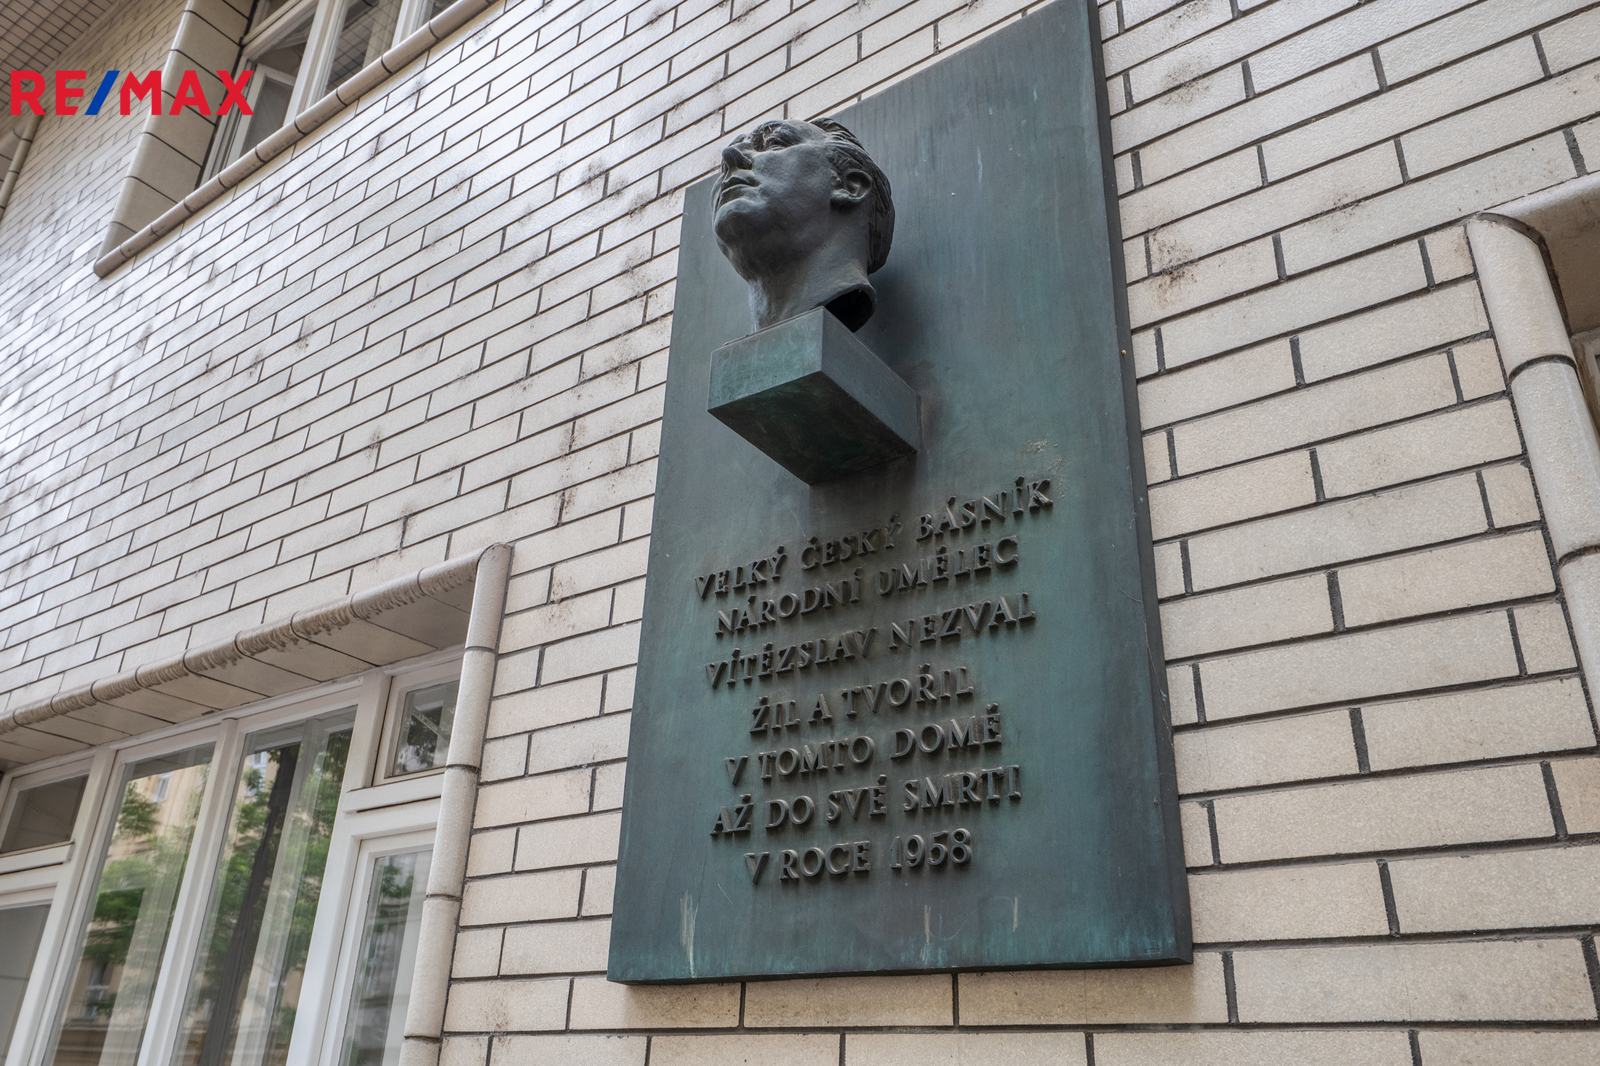 RE/MAX
VELKÝ ČESKÝ BÁSNÍK
NÁRODNÍ UMĚLEC
VÍTĚZSLAV NEZVAL
ŽIL A TVOŘIL
V TOMTO DOMĚ
AŽ DO SVÉ SMRTI
V ROCE 1958